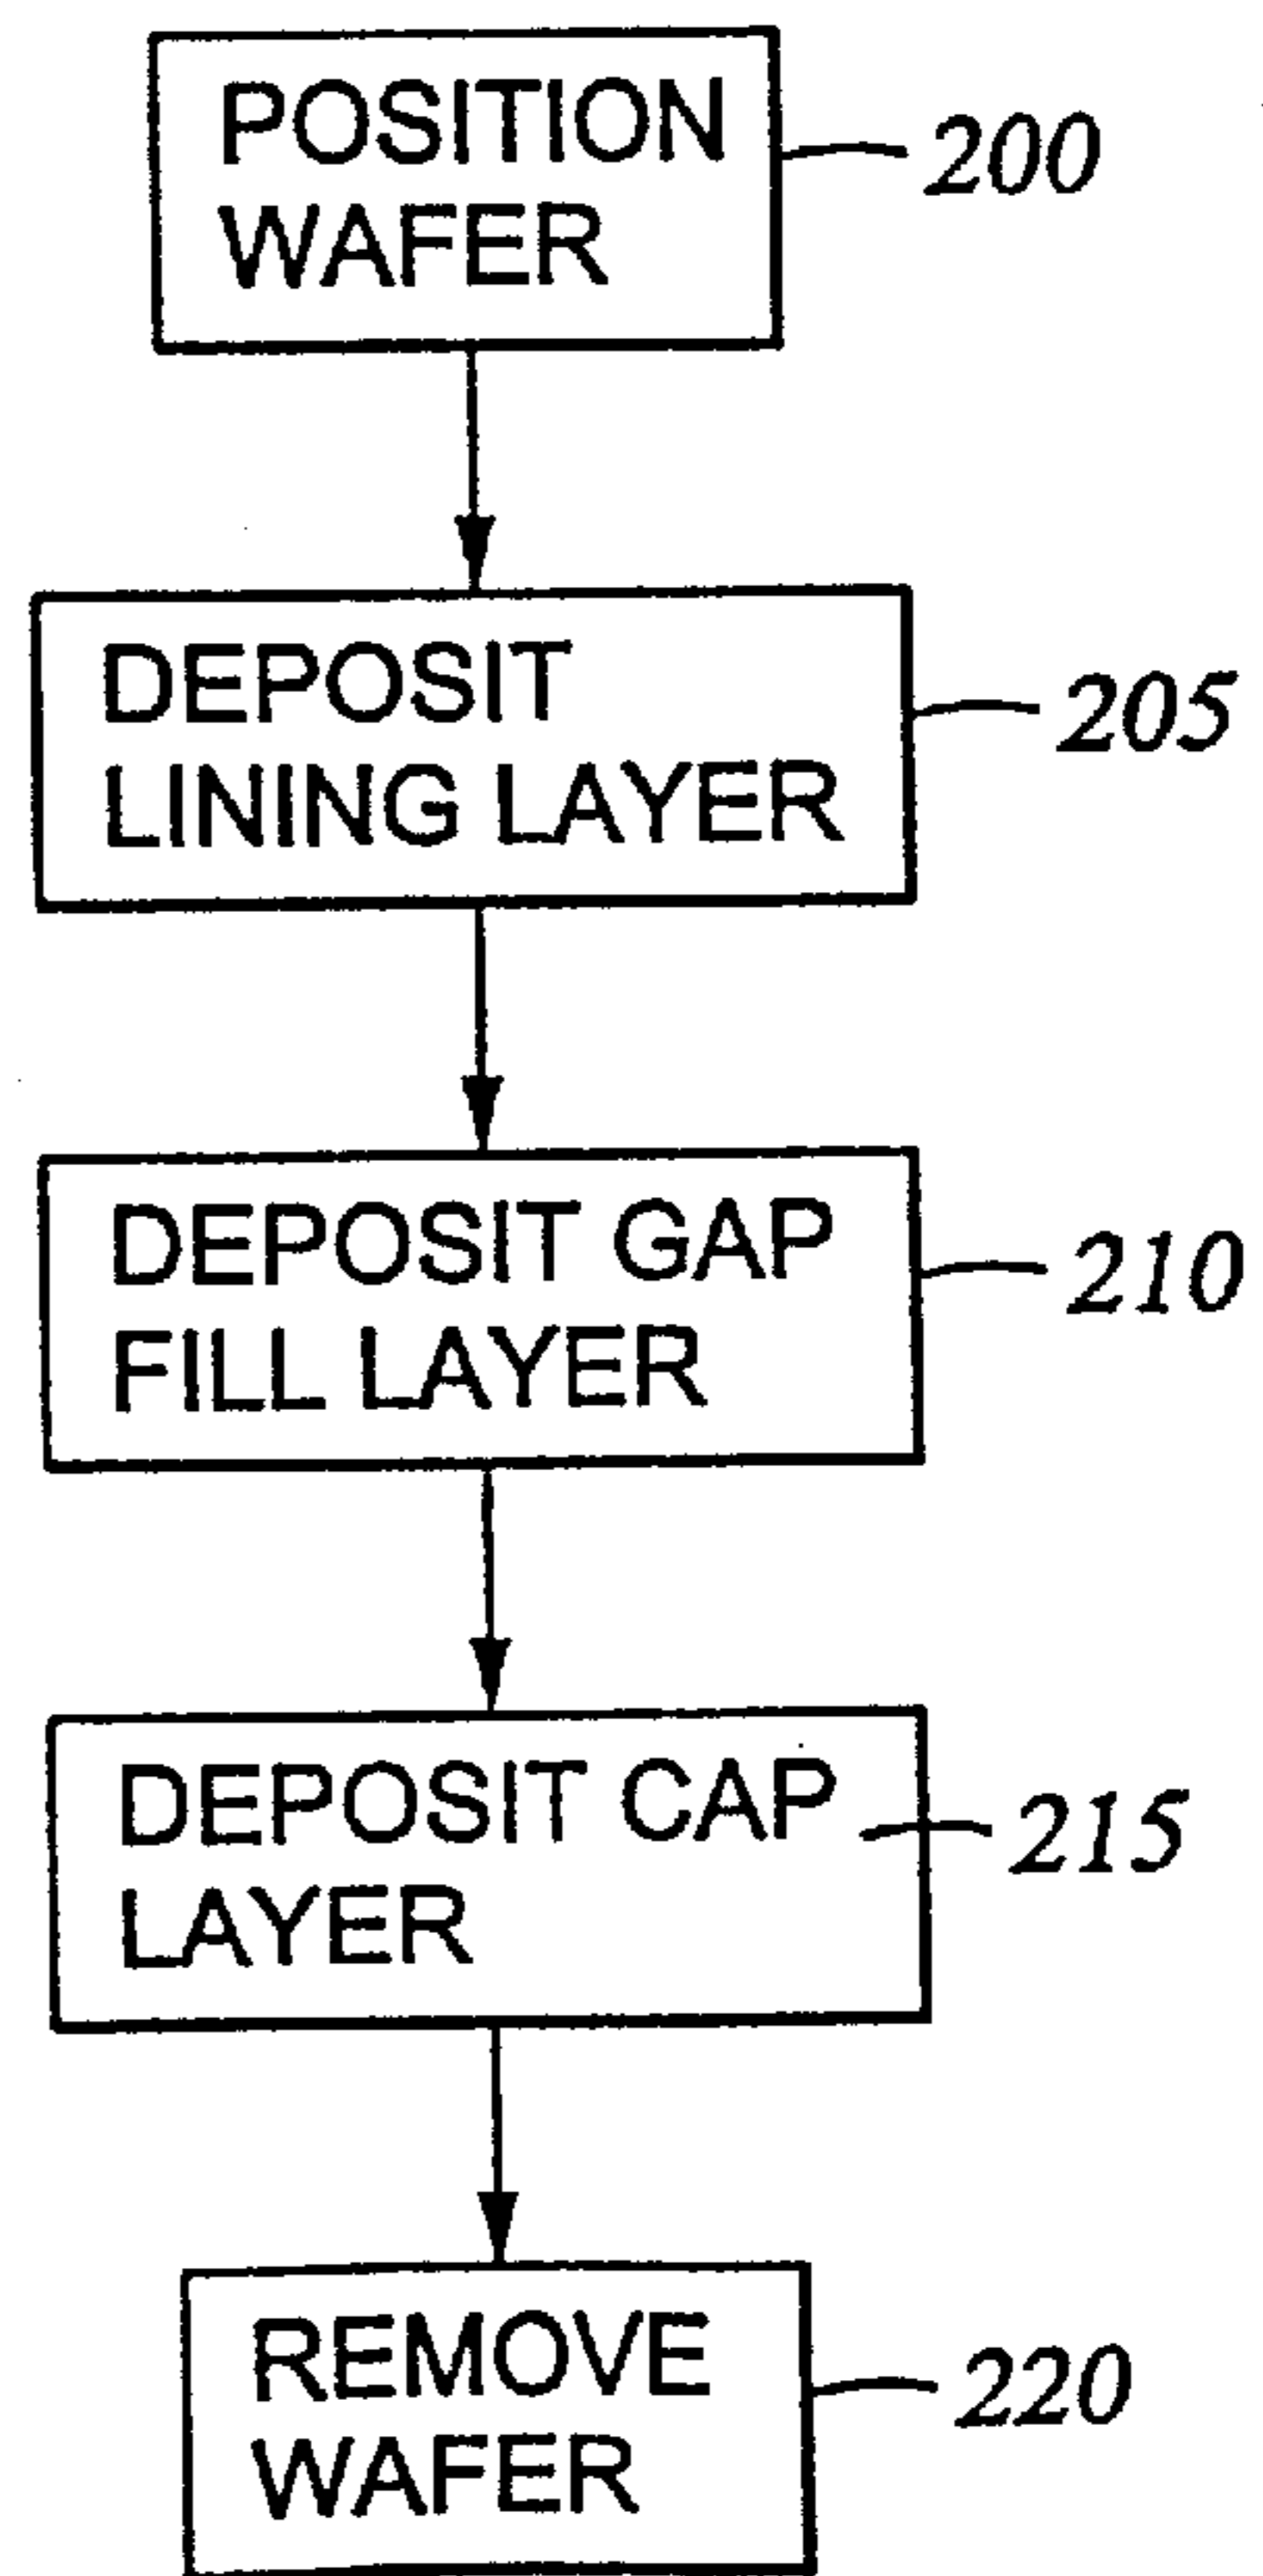 POSITION
WAFER
200
DEPOSIT
LINING LAYER
205
DEPOSIT GAP
FILL LAYER
210
DEPOSIT CAP
LAYER
215
REMOVE
WAFER
220